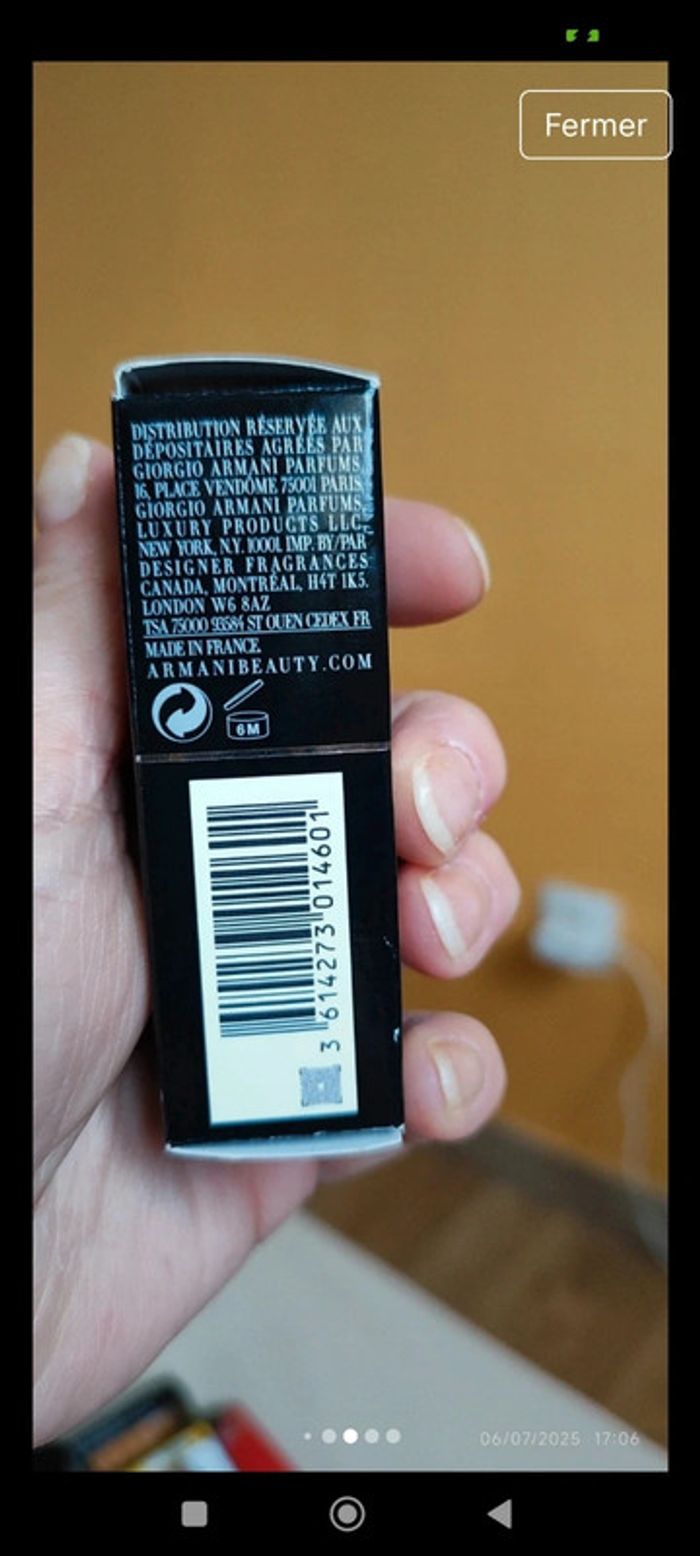 Fermer
DISTRIBUTION RÉSERVÉE AUX
DÉPOSITAIRES AGRÉÉS PAR
GIORGIO ARMANI PARFUMS,
16, PLACE VENDÔME 75001 PARIS.
GIORGIO ARMANI PARFUMS,
LUXURY PRODUCTS LLC,
NEW YORK, N.Y. 10001. IMP. BY/PAR
DESIGNER FRAGRANCES
CANADA, MONTRÉAL, H4T 1K5.
LONDON W6 8AZ
TSA 75000 93584 ST OUEN CEDEX FR
MADE IN FRANCE.
ARMANIBEAUTY.COM
6M
3 614273 014601
06/07/2025 17:06